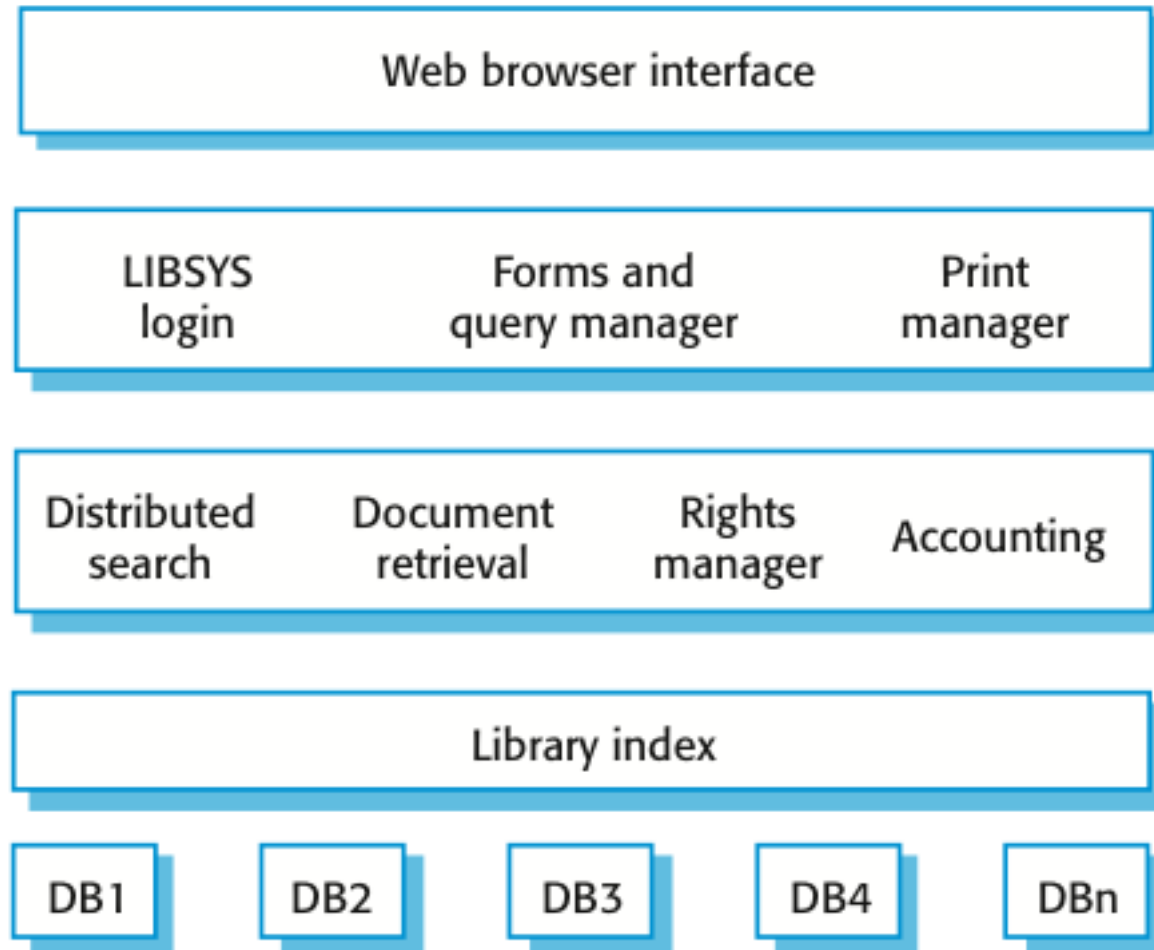 Web browser interface
LIBSYS
login
Forms and
query manager
Print
manager
Distributed
search
Document
retrieval
Rights
manager
Accounting
Library index
DB1
DB2
DB3
DB4
DBn